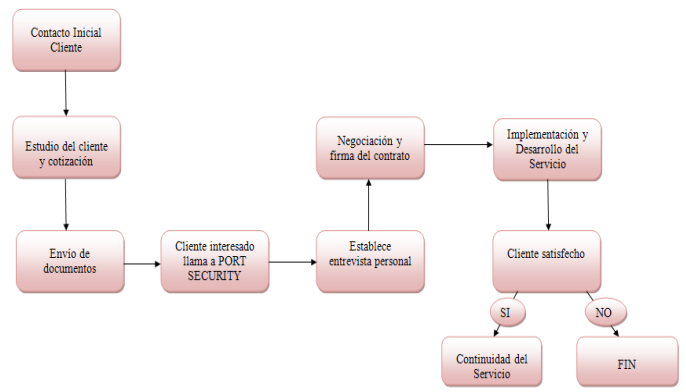 Contacto Inicial
Cliente
Estudio del cliente
y cotización
Envío de
documentos
Cliente interesado
llama a PORT
SECURITY
Establece
entrevista personal
Negociación y
firma del contrato
Implementación y
Desarrollo del
Servicio
Cliente satisfecho
SI
NO
Continuidad del
Servicio
FIN